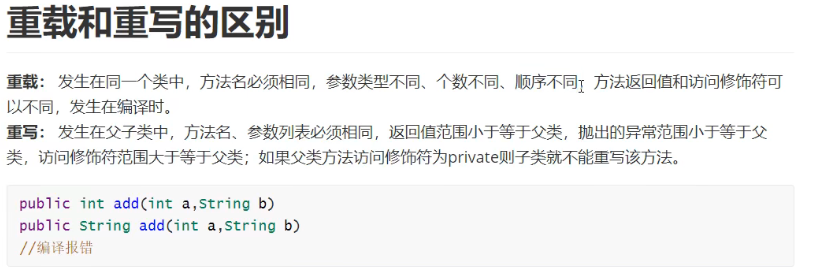 重载和重写的区别
重载： 发生在同一个类中，方法名必须相同，参数类型不同、个数不同、顺序不同，方法返回值和访问修饰符可
以不同，发生在编译时。
重写： 发生在父子类中，方法名、参数列表必须相同，返回值范围小于等于父类，抛出的异常范围小于等于父
类，访问修饰符范围大于等于父类；如果父类方法访问修饰符为private则子类就不能重写该方法。
public int add(int a,String b)
public String add(int a,String b)
//编译报错